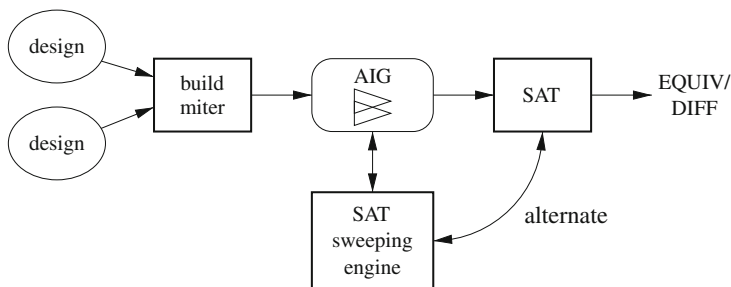 design
build
miter
design
AIG
SAT
EQUIV/
DIFF
SAT
sweeping
engine
alternate